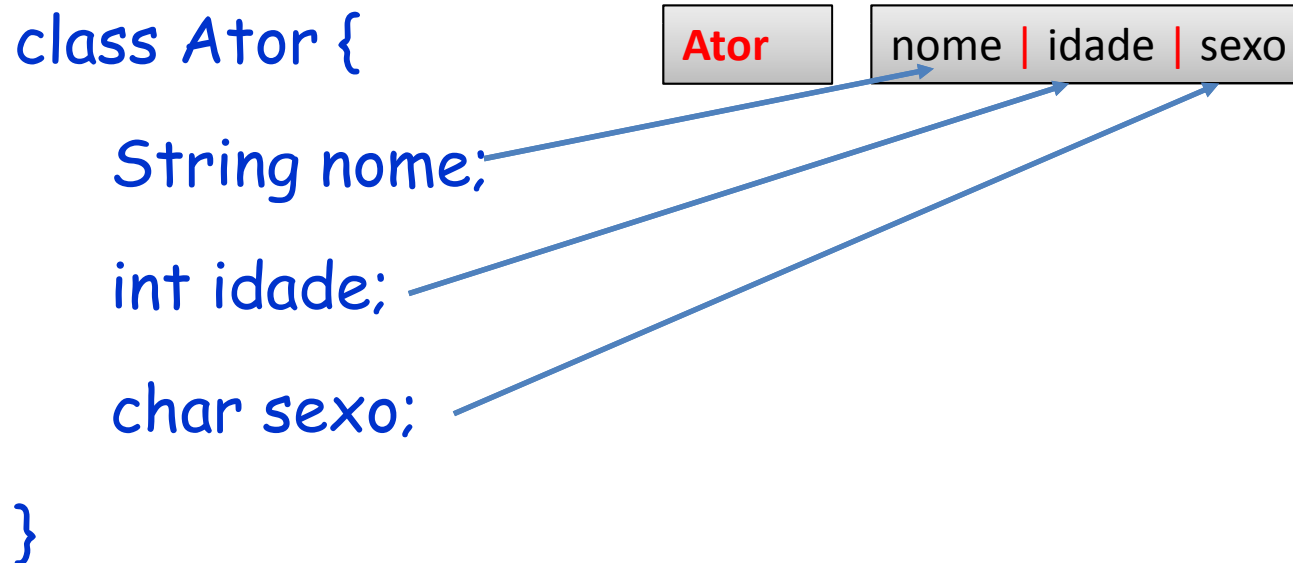 class Ator {
Ator
nome | idade | sexo
String nome;
int idade;
char sexo;
}